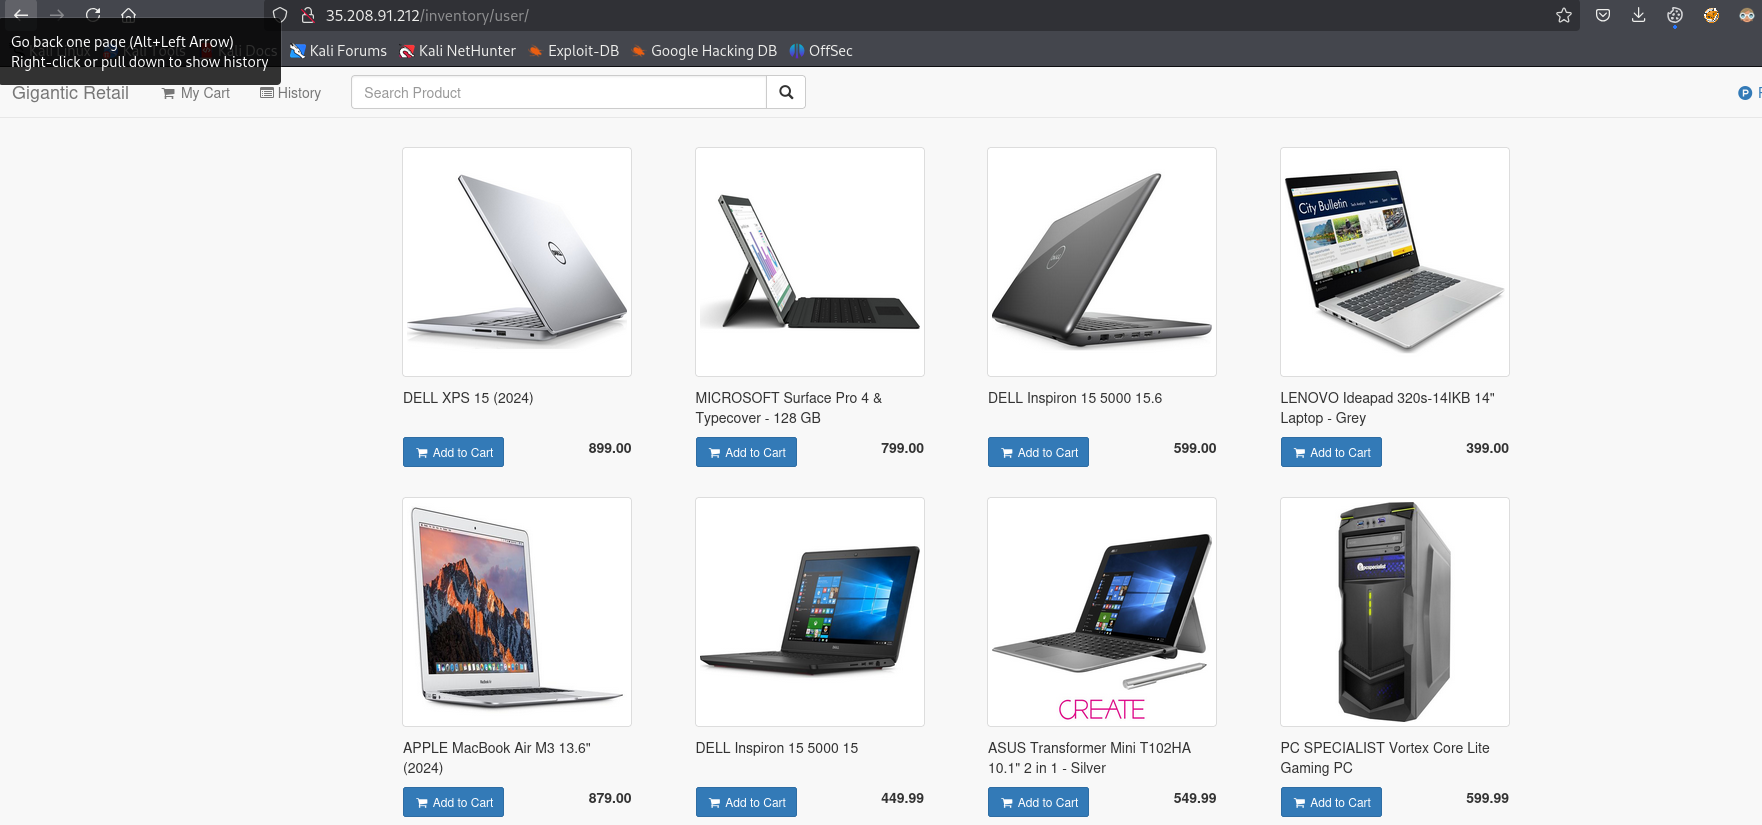 35.208.91.212/inventory/user/
Go back one page (Alt+Left Arrow)
Right-click or pull down to show history
Kali Forums
Kali NetHunter
Exploit-DB
Google Hacking DB
OffSec
Gigantic Retail
My Cart
History
Search Product
DELL
City Bulletin
DELL XPS 15 (2024)
MICROSOFT Surface Pro 4 &
Typecover - 128 GB
DELL Inspiron 15 5000 15.6
LENOVO Ideapad 320s-14IKB 14"
Laptop - Grey
Add to Cart
899.00
Add to Cart
799.00
Add to Cart
599.00
Add to Cart
399.00
pcspecialist
CREATE
APPLE MacBook Air M3 13.6"
(2024)
DELL Inspiron 15 5000 15
ASUS Transformer Mini T102HA
10.1" 2 in 1 - Silver
PC SPECIALIST Vortex Core Lite
Gaming PC
Add to Cart
879.00
Add to Cart
449.99
Add to Cart
549.99
Add to Cart
599.99